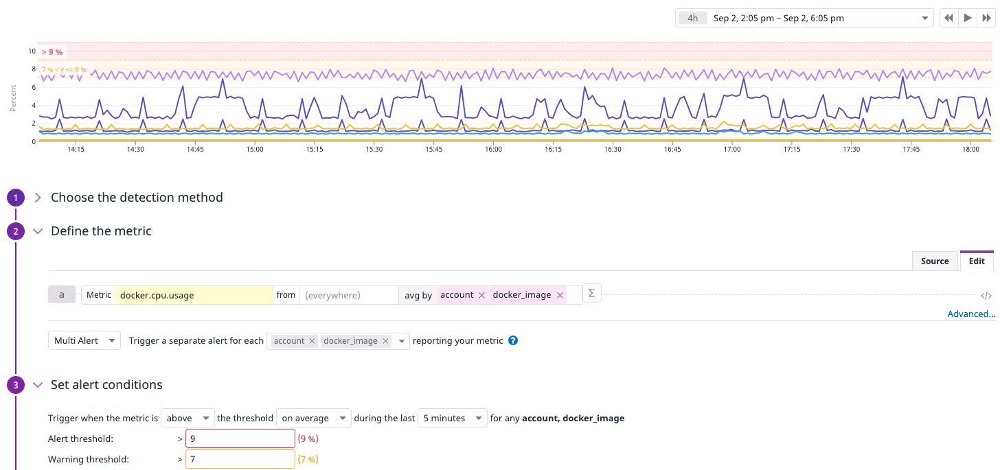 4h Sep 2, 2:05 pm – Sep 2, 6:05 pm
10 > 9 %
8 7 % < y <= 9 %
6
4
2
0
Percent
14:15 14:30 14:45 15:00 15:15 15:30 15:45 16:00 16:15 16:30 16:45 17:00 17:15 17:30 17:45 18:00
1 Choose the detection method
2 Define the metric
Source Edit
a Metric docker.cpu.usage from (everywhere) avg by account × docker_image × Σ </>
Advanced...
Multi Alert Trigger a separate alert for each account × docker_image × reporting your metric ?
3 Set alert conditions
Trigger when the metric is above the threshold on average during the last 5 minutes for any account, docker_image
Alert threshold: > 9 (9 %)
Warning threshold: > 7 (7 %)